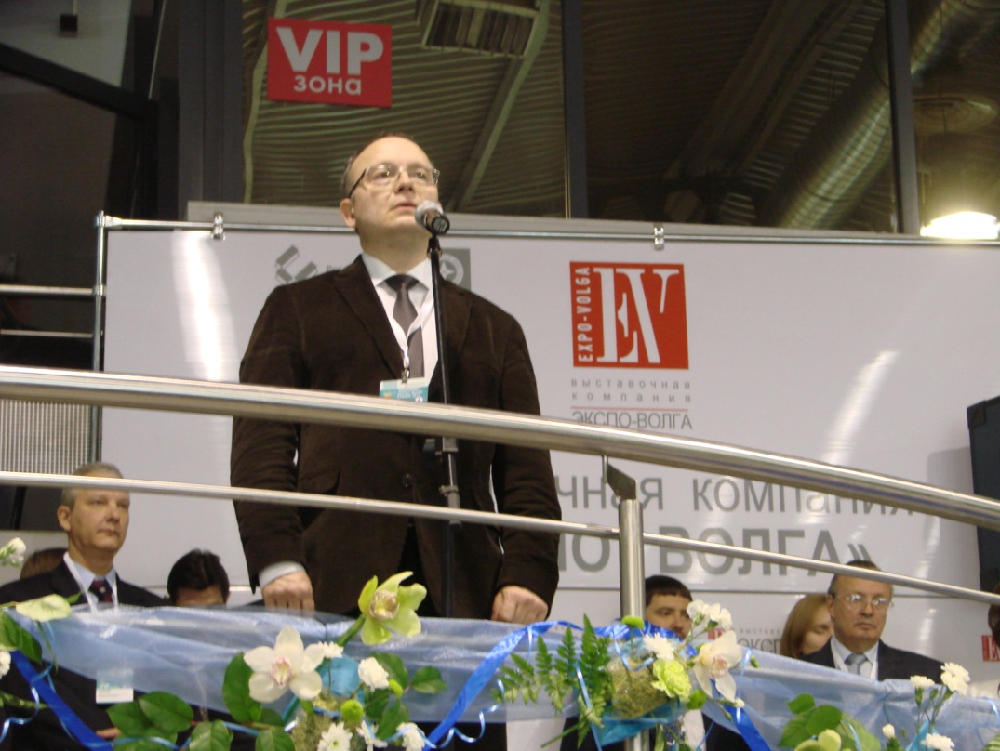 VIP
зона
EXPO-VOLGA
EV
выставочная
компания
ЭКСПО-ВОЛГА
чная компания
ВОЛГА»